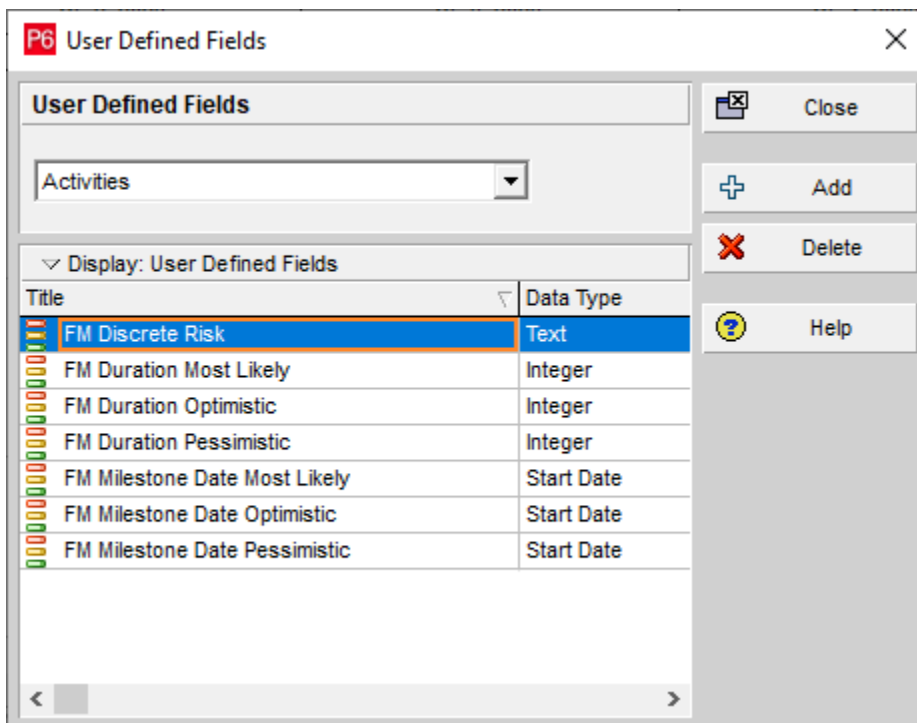 P6 User Defined Fields
User Defined Fields
Close
Activities
Add
Display: User Defined Fields
Delete
Title Data Type
FM Discrete Risk Text
Help
FM Duration Most Likely Integer
FM Duration Optimistic Integer
FM Duration Pessimistic Integer
FM Milestone Date Most Likely Start Date
FM Milestone Date Optimistic Start Date
FM Milestone Date Pessimistic Start Date